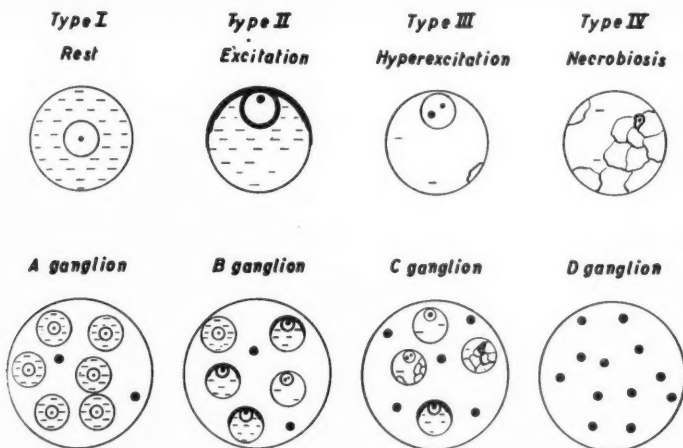 Type I Type II Type III Type IV
Rest Excitation Hyperexcitation Necrobiosis
A ganglion B ganglion C ganglion D ganglion